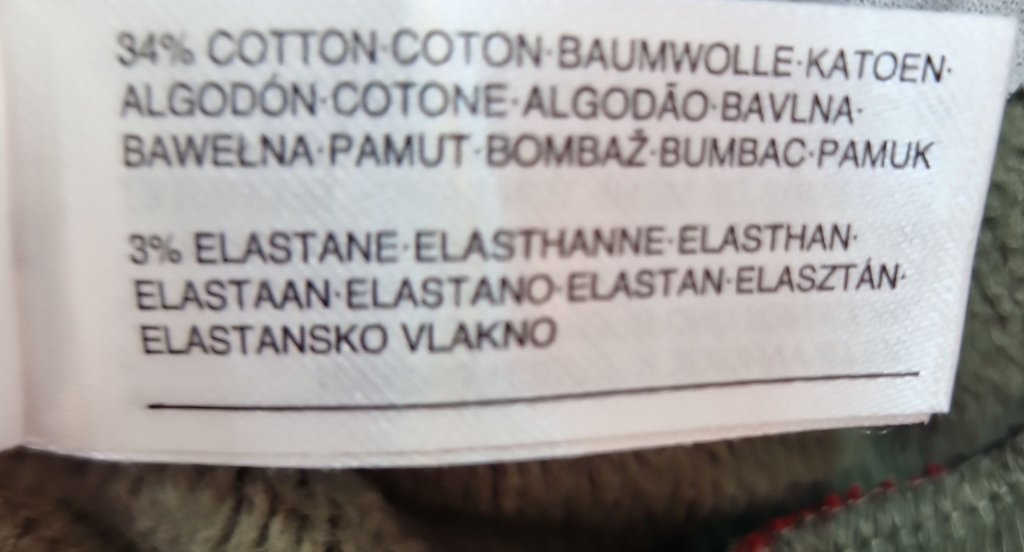 34% COTTON·COTON·BAUMWOLLE·KATOEN·
ALGODÓN·COTONE·ALGODÃO·BAVLNA·
BAWEŁNA·PAMUT·BOMBAŽ·BUMBAC·PAMUK
3% ELASTANE·ELASTHANNE·ELASTHAN·
ELASTAAN·ELASTANO·ELASTAN·ELASZTÁN·
ELASTANSKO VLAKNO